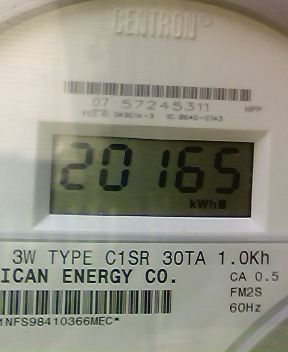 CENTRON
07 57245311
20165
kWh
3W TYPE C1SR 30TA 1.0Kh
ICAN ENERGY CO.
CA 0.5
FM2S
60Hz
1NFS98410366MEC*